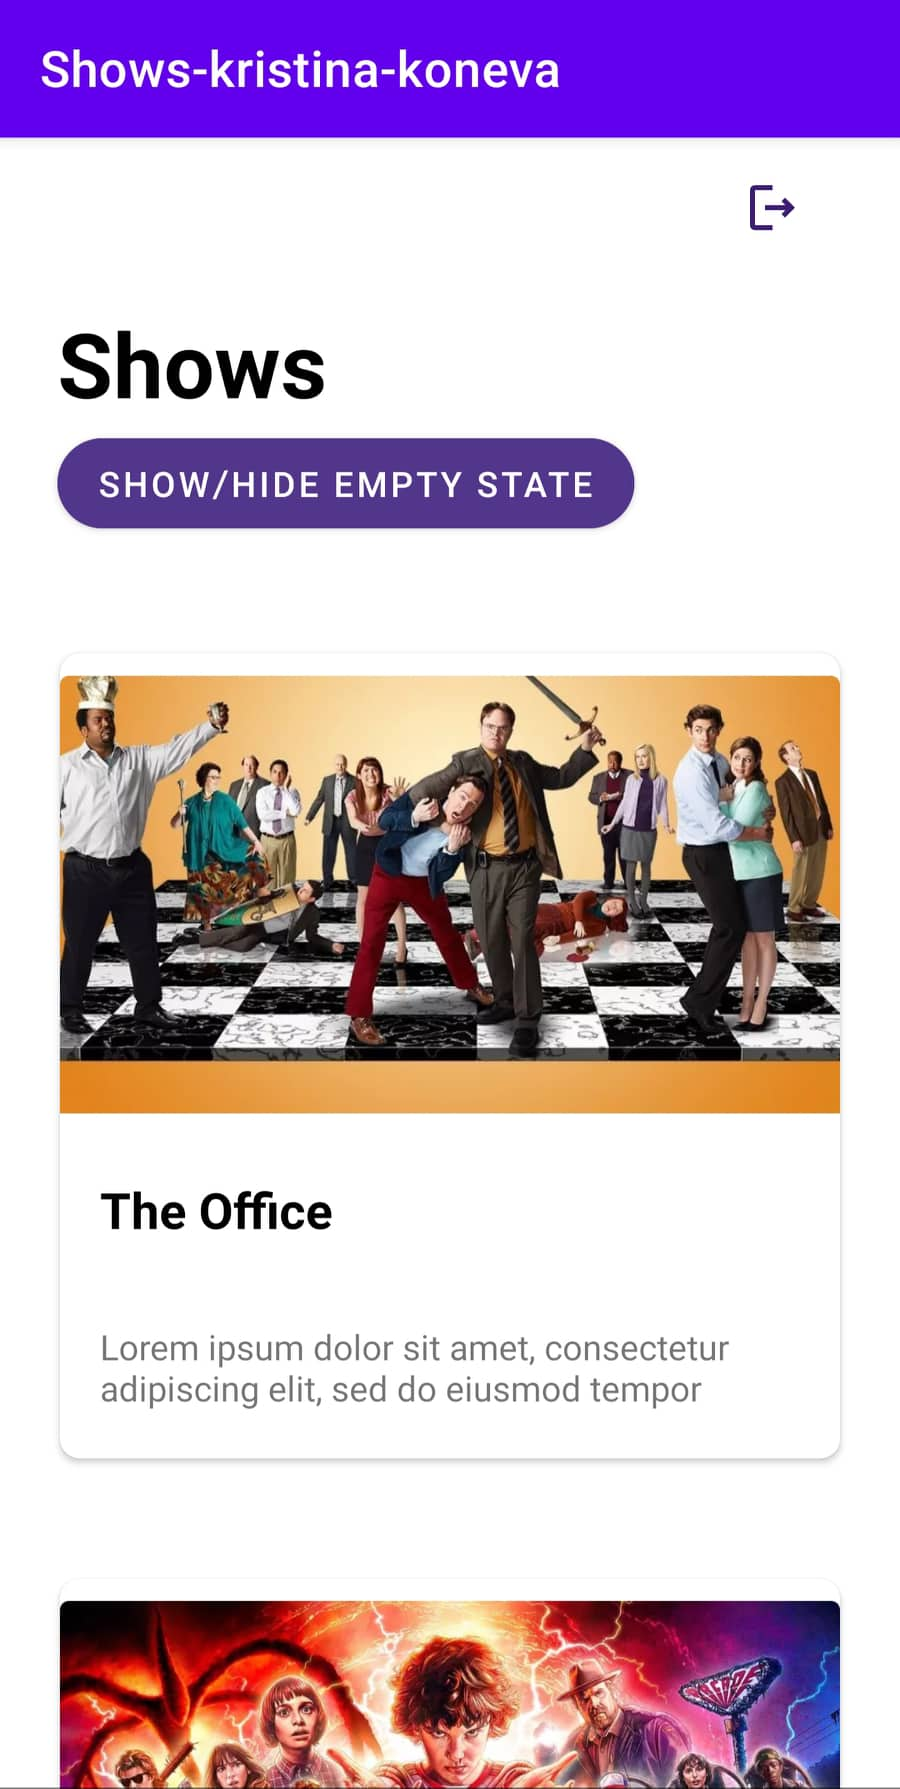 Shows-kristina-koneva
Shows
SHOW/HIDE EMPTY STATE
The Office
Lorem ipsum dolor sit amet, consectetur
adipiscing elit, sed do eiusmod tempor